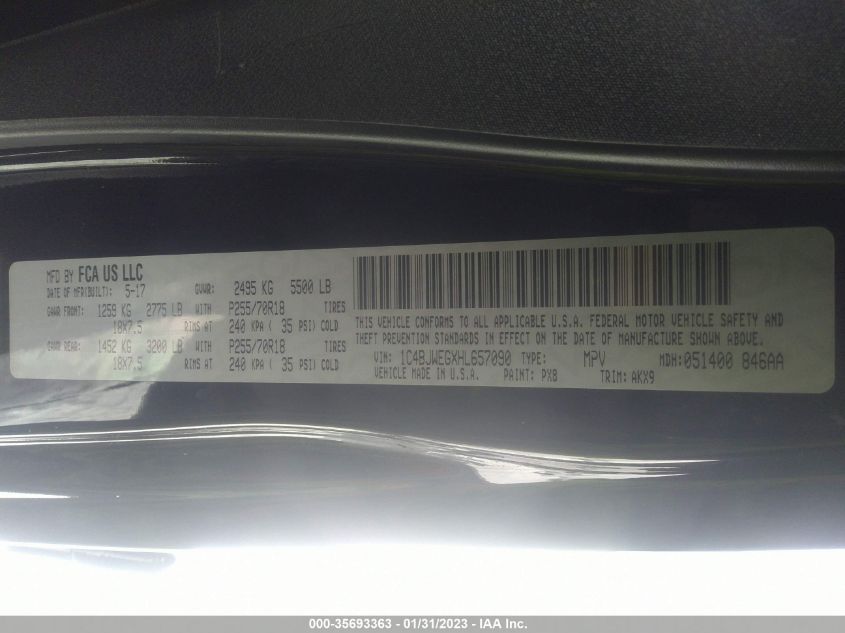 MFD BY FCA US LLC
DATE OF MFR(BUILT): 5-17 GVWR: 2495 KG 5500 LB
GAWR FRONT: 1259 KG 2775 LB WITH P255/70R18 TIRES
18X7.5 RIMS AT 240 KPA ( 35 PSI) COLD
GAWR REAR: 1452 KG 3200 LB WITH P255/70R18 TIRES
18X7.5 RIMS AT 240 KPA ( 35 PSI) COLD
THIS VEHICLE CONFORMS TO ALL APPLICABLE U.S.A. FEDERAL MOTOR VEHICLE SAFETY AND
THEFT PREVENTION STANDARDS IN EFFECT ON THE DATE OF MANUFACTURE SHOWN ABOVE.
VIN: 1C4BJWEGXHL657090 TYPE: MPV MDH: 051400 846AA
VEHICLE MADE IN U.S.A. PAINT: PX8 TRIM: AKX9
000-35693363 - 01/31/2023 - IAA Inc.